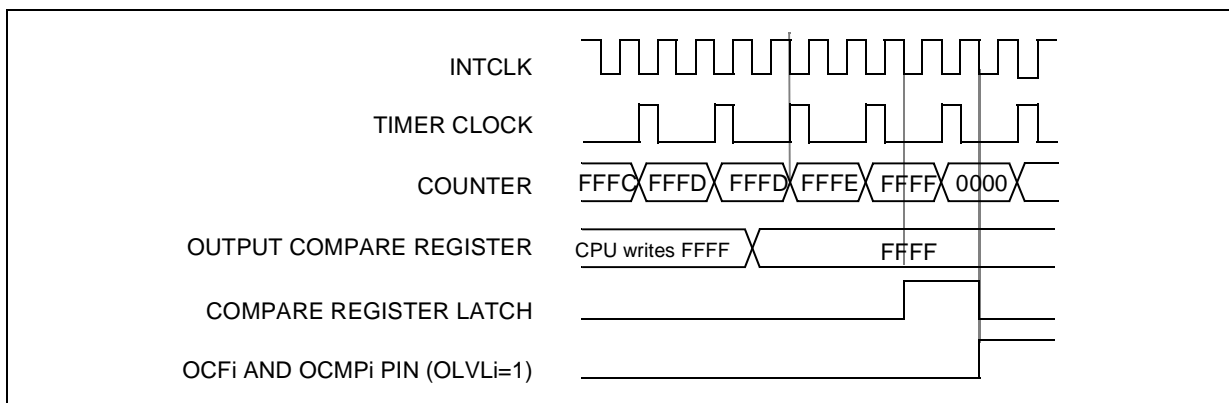 INTCLK
TIMER CLOCK
COUNTER FFFC FFFD FFFD FFFE FFFF 0000
OUTPUT COMPARE REGISTER CPU writes FFFF FFFF
COMPARE REGISTER LATCH
OCFi AND OCMPi PIN (OLVLi=1)